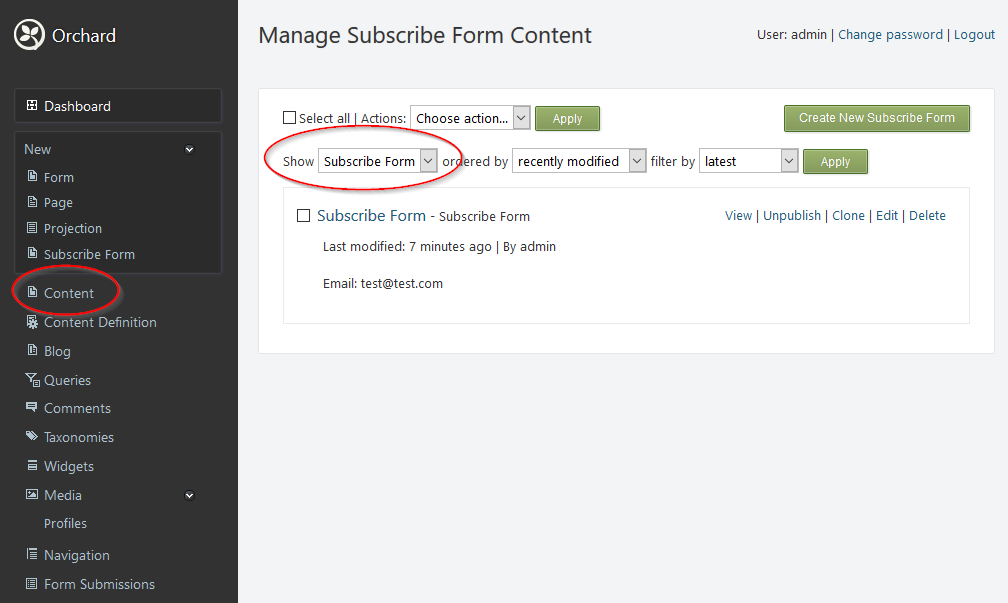 Orchard
Dashboard
New
Form
Page
Projection
Subscribe Form
Content
Content Definition
Blog
Queries
Comments
Taxonomies
Widgets
Media
Profiles
Navigation
Form Submissions
Manage Subscribe Form Content
User: admin | Change password | Logout
Select all | Actions: Choose action... Apply
Create New Subscribe Form
Show Subscribe Form ordered by recently modified filter by latest Apply
Subscribe Form - Subscribe Form
View | Unpublish | Clone | Edit | Delete
Last modified: 7 minutes ago | By admin
Email: test@test.com